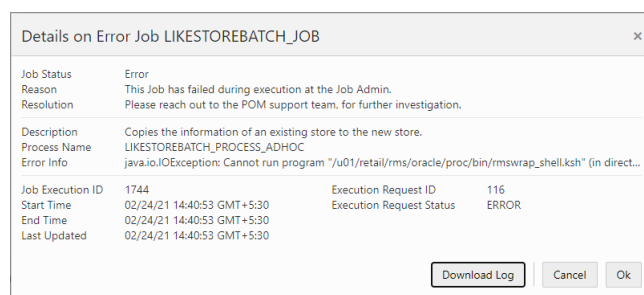 Details on Error Job LIKESTOREBATCH_JOB ×
Job Status Error
Reason This Job has failed during execution at the Job Admin.
Resolution Please reach out to the POM support team, for further investigation.
Description Copies the information of an existing store to the new store.
Process Name LIKESTOREBATCH_PROCESS_ADHOC
Error Info java.io.IOException: Cannot run program "/u01/retail/rms/oracle/proc/bin/rmswrap_shell.ksh" (in direct...
Job Execution ID 1744 Execution Request ID 116
Start Time 02/24/21 14:40:53 GMT+5:30 Execution Request Status ERROR
End Time 02/24/21 14:40:53 GMT+5:30
Last Updated 02/24/21 14:40:53 GMT+5:30
Download Log Cancel Ok